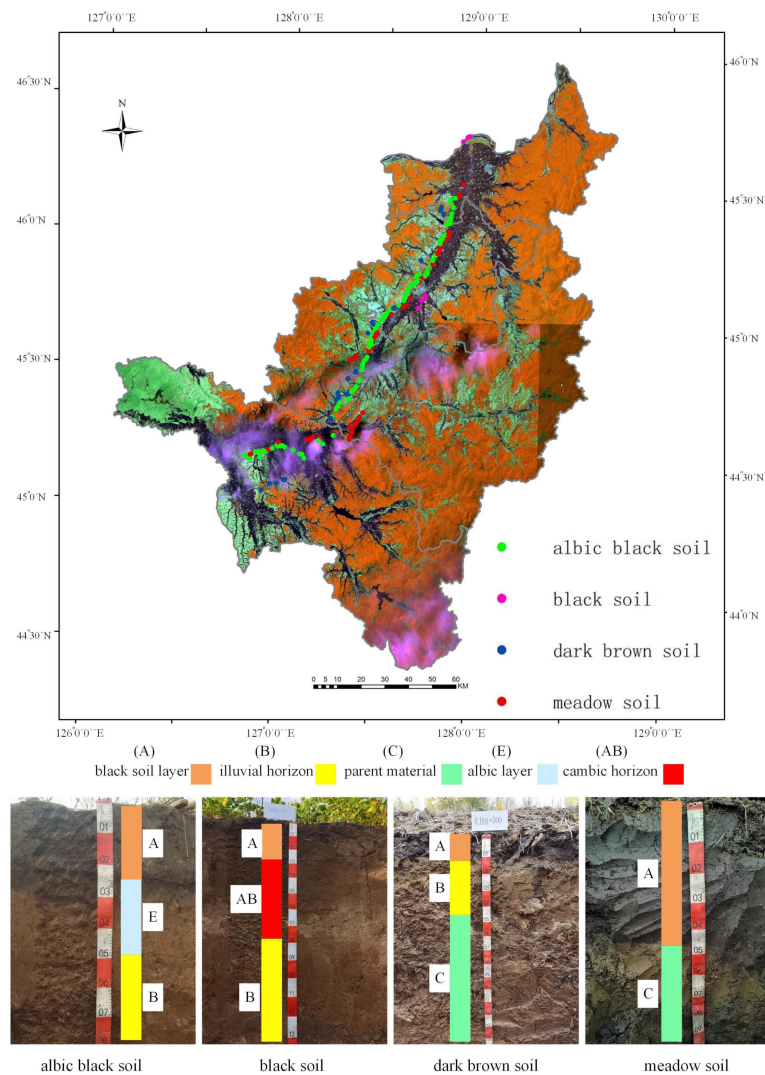 127°0′0″E 128°0′0″E 129°0′0″E 130°0′0″E
46°30′N
46°0′N
N
46°0′N
45°30′N
45°0′N
45°30′N
45°0′N
44°30′N
albic black soil
black soil
44°0′N
44°30′N
dark brown soil
0 5 10 20 30 40 50 60
KM
meadow soil
126°0′0″E 127°0′0″E 128°0′0″E 129°0′0″E
(A) (B) (C) (E) (AB)
black soil layer illuvial horizon parent material albic layer cambic horizon
A
E
B
A
AB
B
A
B
C
A
C
albic black soil black soil dark brown soil meadow soil